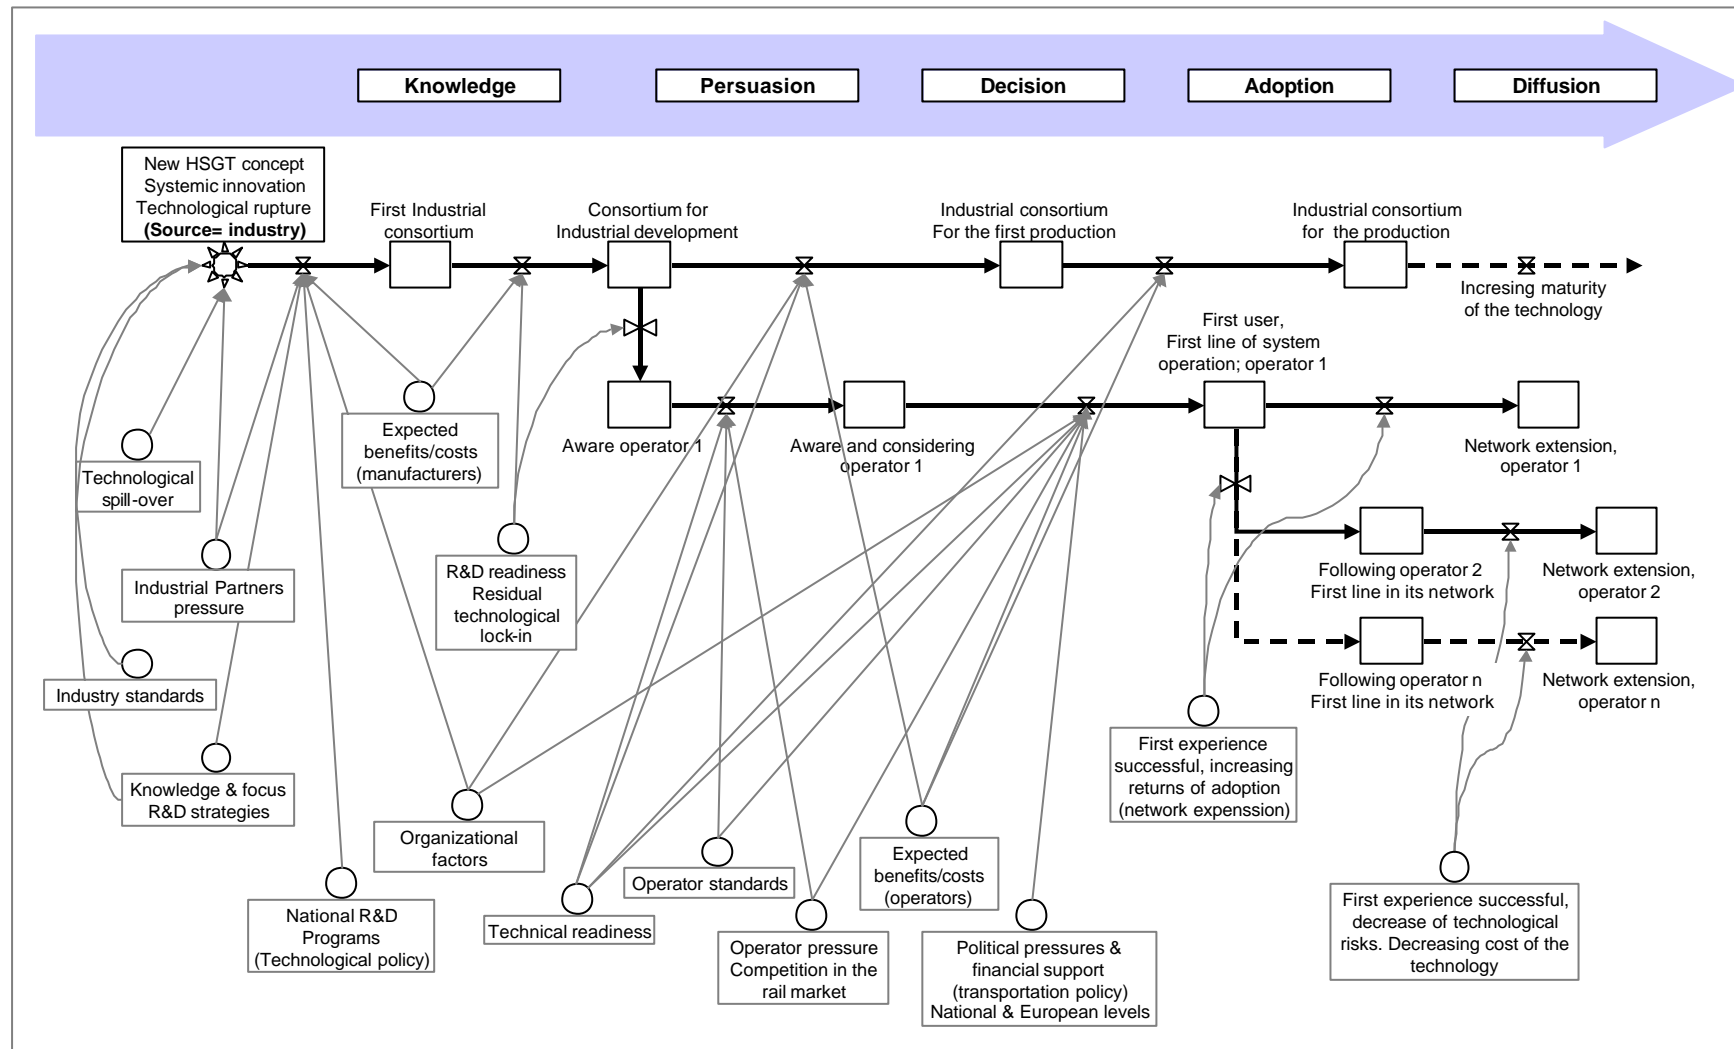 Knowledge
Persuasion
Decision
Adoption
Diffusion
New HSGT concept
Systemic innovation
Technological rupture
(Source= industry)
First Industrial
consortium
Consortium for
Industrial development
Industrial consortium
For the first production
Industrial consortium
for the production
Incresing maturity
of the technology
First user,
First line of system
operation; operator 1
Aware operator 1
Aware and considering
operator 1
Network extension,
operator 1
Expected
benefits/costs
(manufacturers)
Technological
spill-over
Industrial Partners
pressure
R&D readiness
Residual
technological
lock-in
Following operator 2
First line in its network
Network extension,
operator 2
Industry standards
Following operator n
First line in its network
Network extension,
operator n
Knowledge & focus
R&D strategies
First experience
successful, increasing
returns of adoption
(network expenssion)
Organizational
factors
Operator standards
Expected
benefits/costs
(operators)
National R&D
Programs
(Technological policy)
Technical readiness
Operator pressure
Competition in the
rail market
Political pressures &
financial support
(transportation policy)
National & European levels
First experience successful,
decrease of technological
risks. Decreasing cost of the
technology